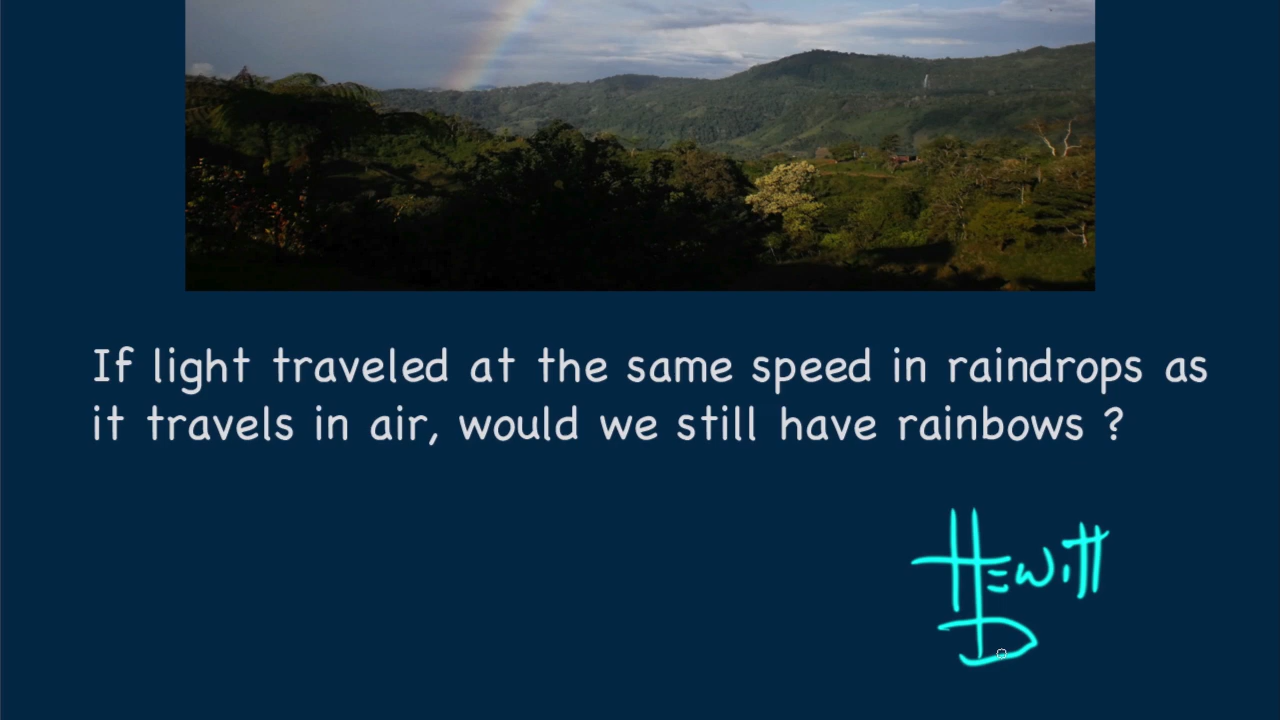 If light traveled at the same speed in raindrops as
it travels in air, would we still have rainbows ?
Hewitt
D